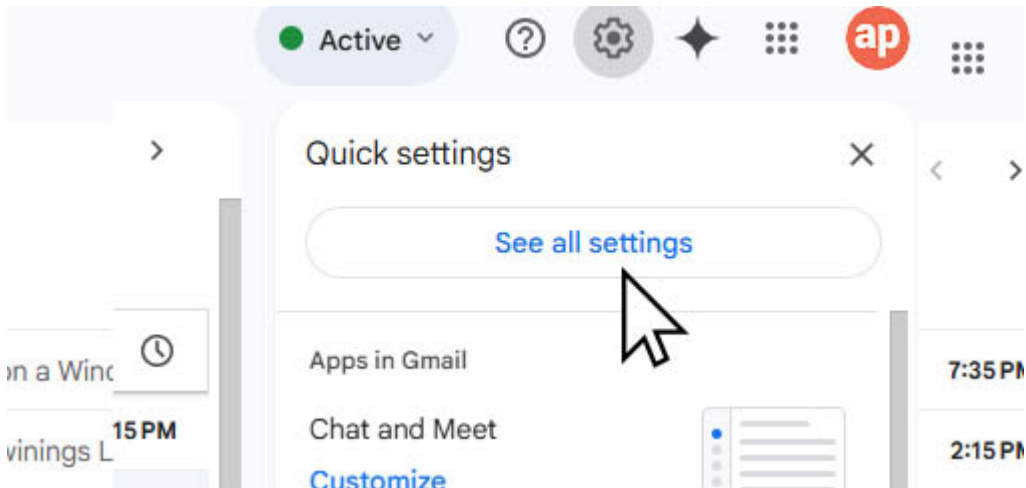 Active
ap
Quick settings
See all settings
Apps in Gmail
on a
15 PM
Chat and Meet
Customize
7:35 PM
2:15 PM